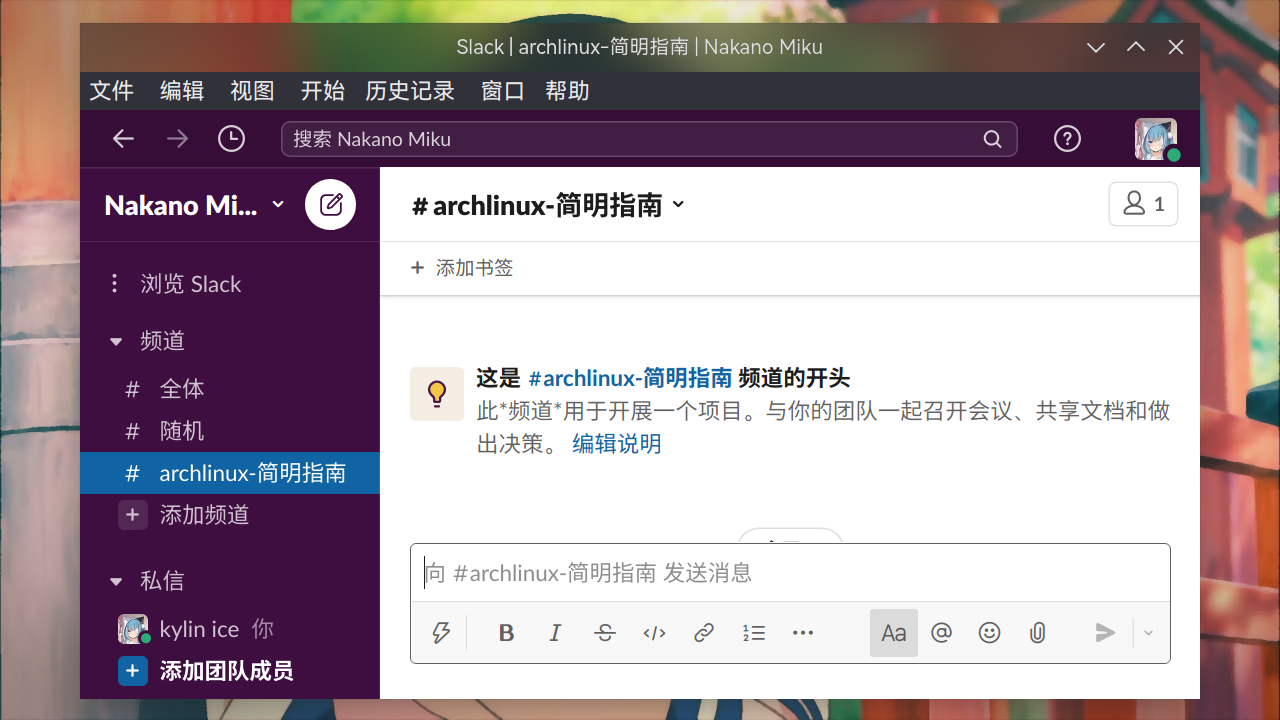 Slack | archlinux-简明指南 | Nakano Miku
文件 编辑 视图 开始 历史记录 窗口 帮助
搜索 Nakano Miku
Nakano Mi...
# archlinux-简明指南
1
+ 添加书签
浏览 Slack
频道
# 全体
# 随机
# archlinux-简明指南
+ 添加频道
私信
kylin ice 你
+ 添加团队成员
这是 #archlinux-简明指南 频道的开头
此*频道*用于开展一个项目。与你的团队一起召开会议、共享文档和做
出决策。 编辑说明
向 #archlinux-简明指南 发送消息
B I S </> Aa @